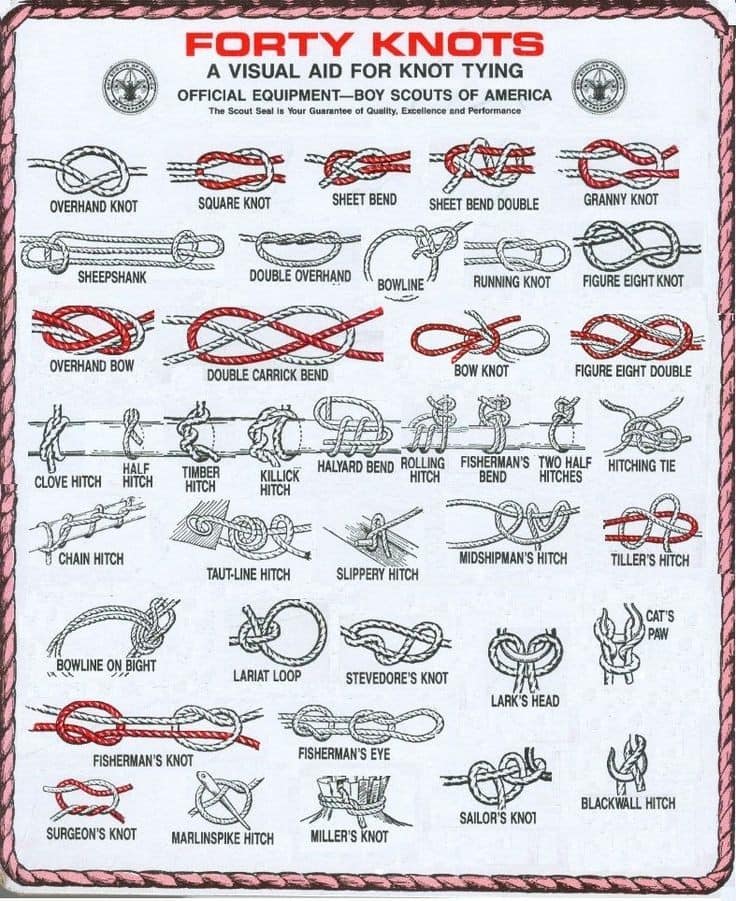 FORTY KNOTS
A VISUAL AID FOR KNOT TYING
OFFICIAL EQUIPMENT—BOY SCOUTS OF AMERICA
The Scout Seal is Your Guarantee of Quality, Excellence and Performance
OVERHAND KNOT
SQUARE KNOT
SHEET BEND
SHEET BEND DOUBLE
GRANNY KNOT
SHEEPSHANK
DOUBLE OVERHAND
BOWLINE
RUNNING KNOT
FIGURE EIGHT KNOT
OVERHAND BOW
DOUBLE CARRICK BEND
BOW KNOT
FIGURE EIGHT DOUBLE
CLOVE HITCH
HALF
HITCH
TIMBER
HITCH
KILLICK
HITCH
HALYARD BEND
ROLLING
HITCH
FISHERMAN'S
BEND
TWO HALF
HITCHES
HITCHING TIE
CHAIN HITCH
TAUT-LINE HITCH
SLIPPERY HITCH
MIDSHIPMAN'S HITCH
TILLER'S HITCH
BOWLINE ON BIGHT
LARIAT LOOP
STEVEDORE'S KNOT
LARK'S HEAD
CAT'S
PAW
FISHERMAN'S KNOT
FISHERMAN'S EYE
SURGEON'S KNOT
MARLINSPIKE HITCH
MILLER'S KNOT
SAILOR'S KNOT
BLACKWALL HITCH